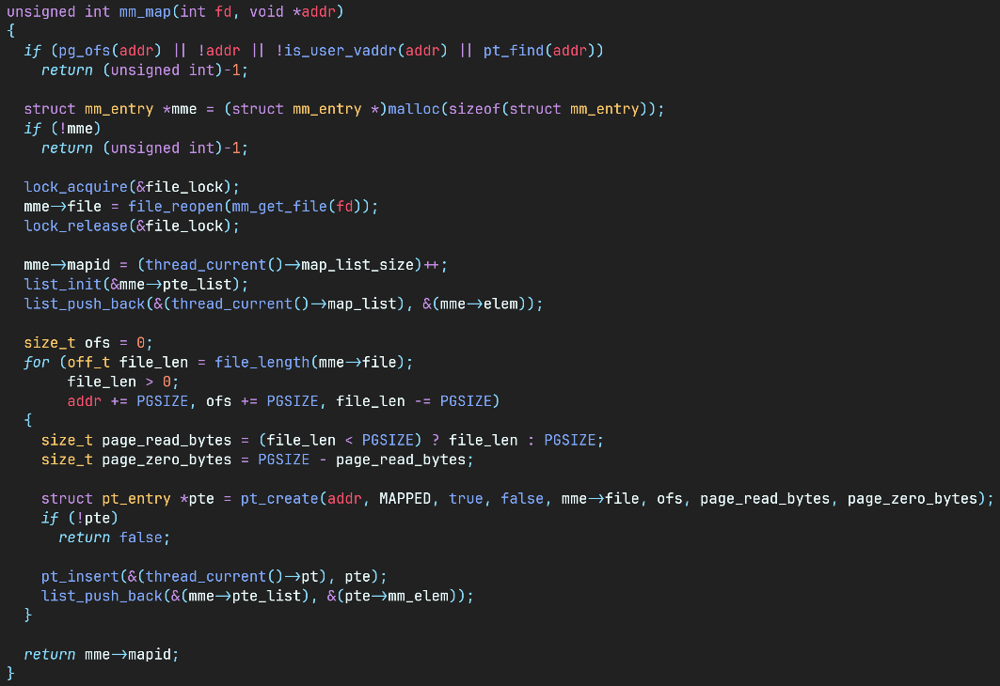 unsigned int mm_map(int fd, void *addr)
{
  if (pg_ofs(addr) || !addr || !is_user_vaddr(addr) || pt_find(addr))
    return (unsigned int)-1;

  struct mm_entry *mme = (struct mm_entry *)malloc(sizeof(struct mm_entry));
  if (!mme)
    return (unsigned int)-1;

  lock_acquire(&file_lock);
  mme->file = file_reopen(mm_get_file(fd));
  lock_release(&file_lock);

  mme->mapid = (thread_current()->map_list_size)++;
  list_init(&mme->pte_list);
  list_push_back(&(thread_current()->map_list), &(mme->elem));

  size_t ofs = 0;
  for (off_t file_len = file_length(mme->file);
       file_len > 0;
       addr += PGSIZE, ofs += PGSIZE, file_len -= PGSIZE)
  {
    size_t page_read_bytes = (file_len < PGSIZE) ? file_len : PGSIZE;
    size_t page_zero_bytes = PGSIZE - page_read_bytes;

    struct pt_entry *pte = pt_create(addr, MAPPED, true, false, mme->file, ofs, page_read_bytes, page_zero_bytes);
    if (!pte)
      return false;

    pt_insert(&(thread_current()->pt), pte);
    list_push_back(&(mme->pte_list), &(pte->mm_elem));
  }

  return mme->mapid;
}